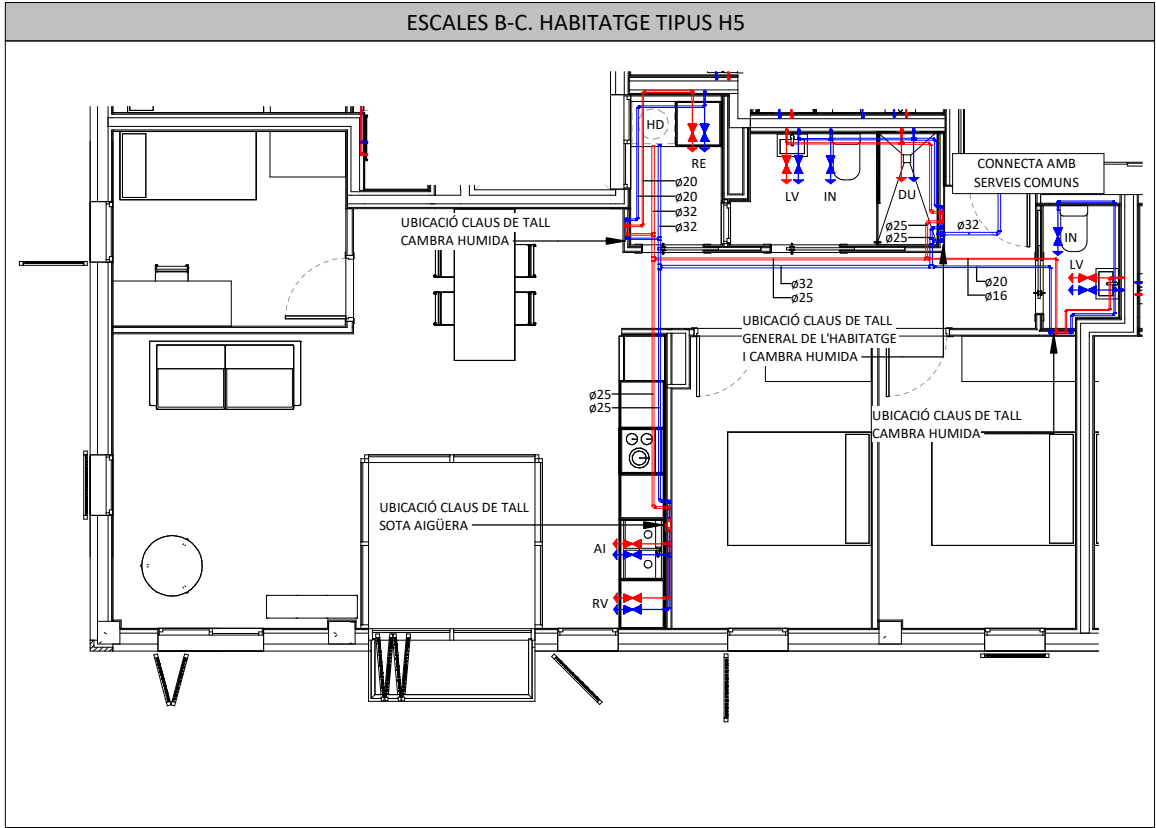 ESCALES B-C. HABITATGE TIPUS H5
HD
RE
ø20
ø20
ø32
ø32
UBICACIÓ CLAUS DE TALL
CAMBRA HUMIDA
LV
IN
DU
ø25
ø25
ø32
CONNECTA AMB
SERVEIS COMUNS
IN
LV
ø32
ø25
ø20
ø16
UBICACIÓ CLAUS DE TALL
GENERAL DE L'HABITATGE
I CAMBRA HUMIDA
ø25
ø25
UBICACIÓ CLAUS DE TALL
CAMBRA HUMIDA
UBICACIÓ CLAUS DE TALL
SOTA AIGÜERA
AI
RV